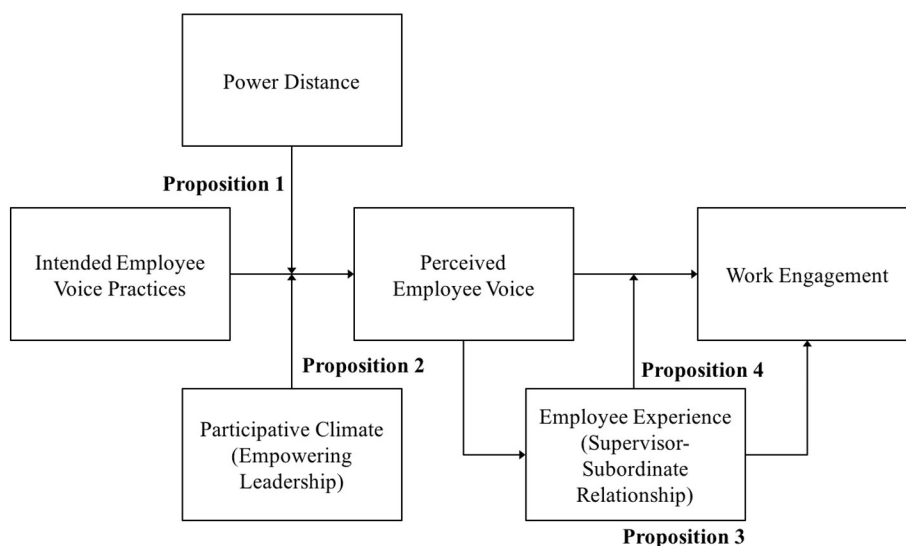 Power Distance
Proposition 1
Intended Employee
Voice Practices
Perceived
Employee Voice
Work Engagement
Proposition 2
Proposition 4
Participative Climate
(Empowering
Leadership)
Employee Experience
(Supervisor-
Subordinate
Relationship)
Proposition 3